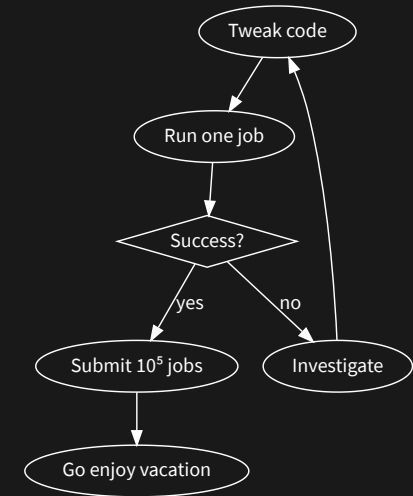 Tweak code
Run one job
Success?
yes
no
Submit 10⁵ jobs
Investigate
Go enjoy vacation